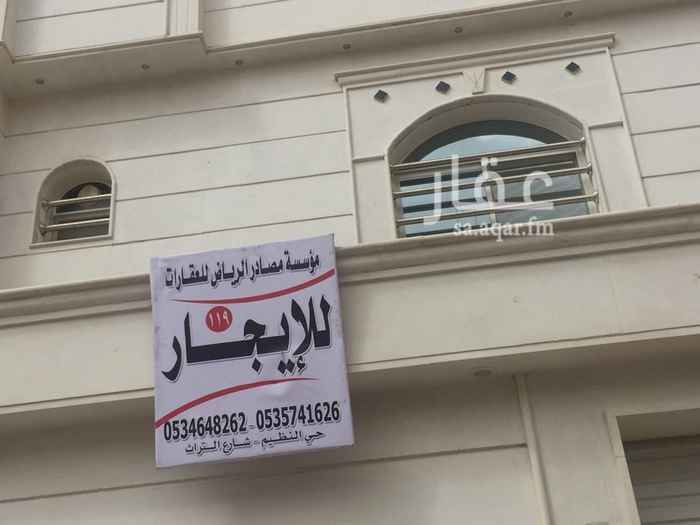 عقار
sa.aqar.fm
مؤسسة مصادر الرياض للعقارات
للإيجار
١١٩
0534648262 - 0535741626
حي النظيم - شارع التراث